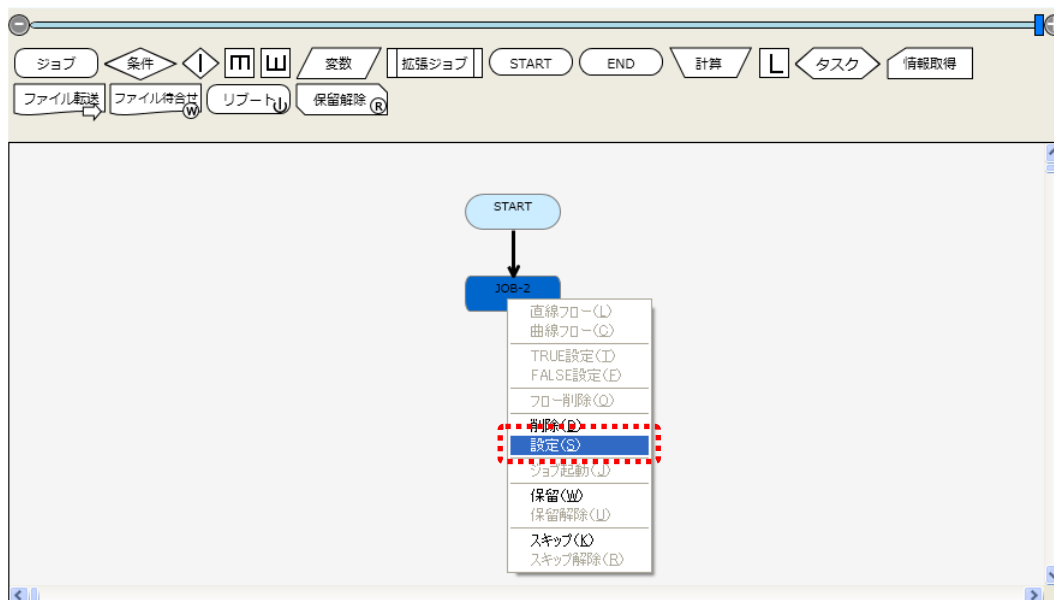 ジョブ 条件 I m Ш 変数 拡張ジョブ START END 計算 L タスク 情報取得
ファイル転送 ファイル待合せ W リブート 保留解除 R
START
JOB-2
直線フロー(L)
曲線フロー(C)
TRUE設定(T)
FALSE設定(F)
フロー削除(O)
削除(D)
設定(S)
ジョブ起動(J)
保留(W)
保留解除(U)
スキップ(K)
スキップ解除(R)